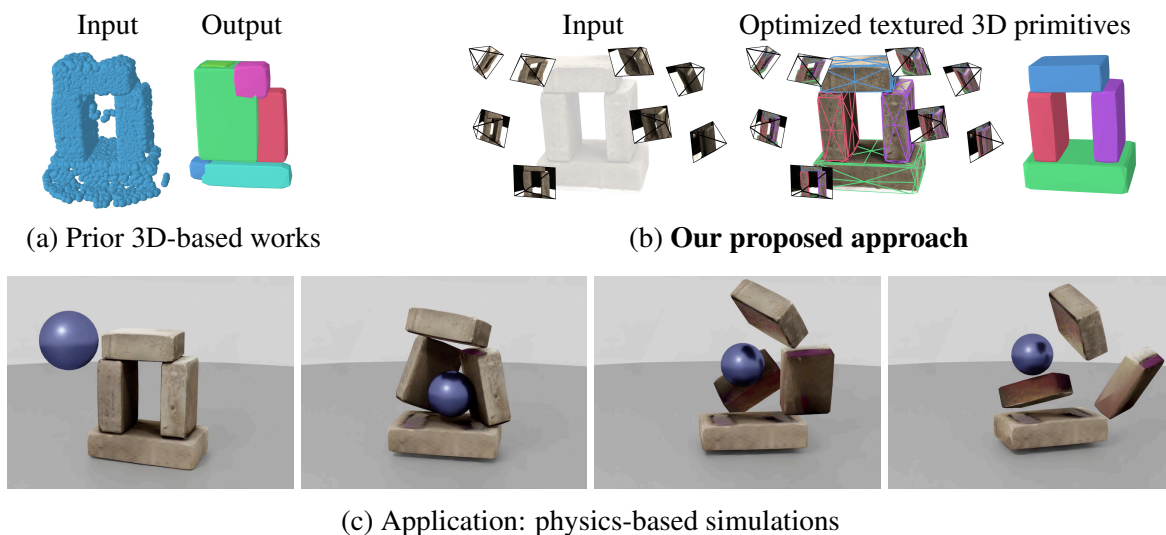 Input
Output
Input
Optimized textured 3D primitives
(a) Prior 3D-based works
(b) Our proposed approach
(c) Application: physics-based simulations